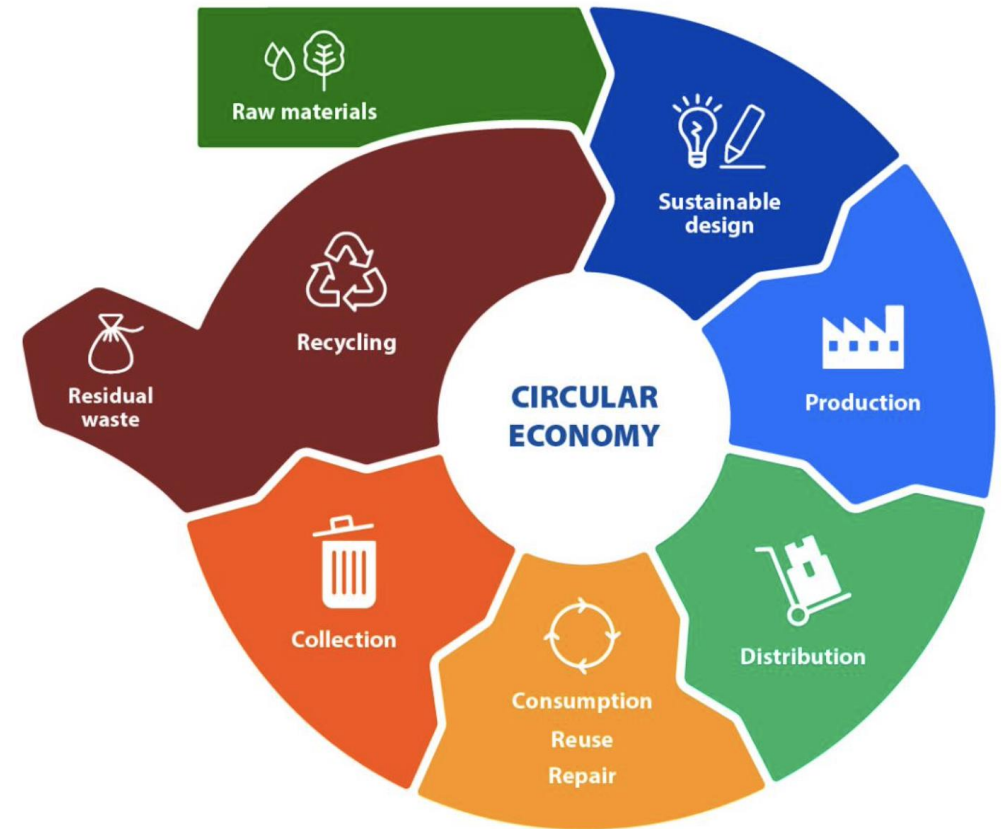 Raw materials
Sustainable
design
Production
Distribution
Consumption
Reuse
Repair
Collection
Recycling
Residual
waste
CIRCULAR
ECONOMY